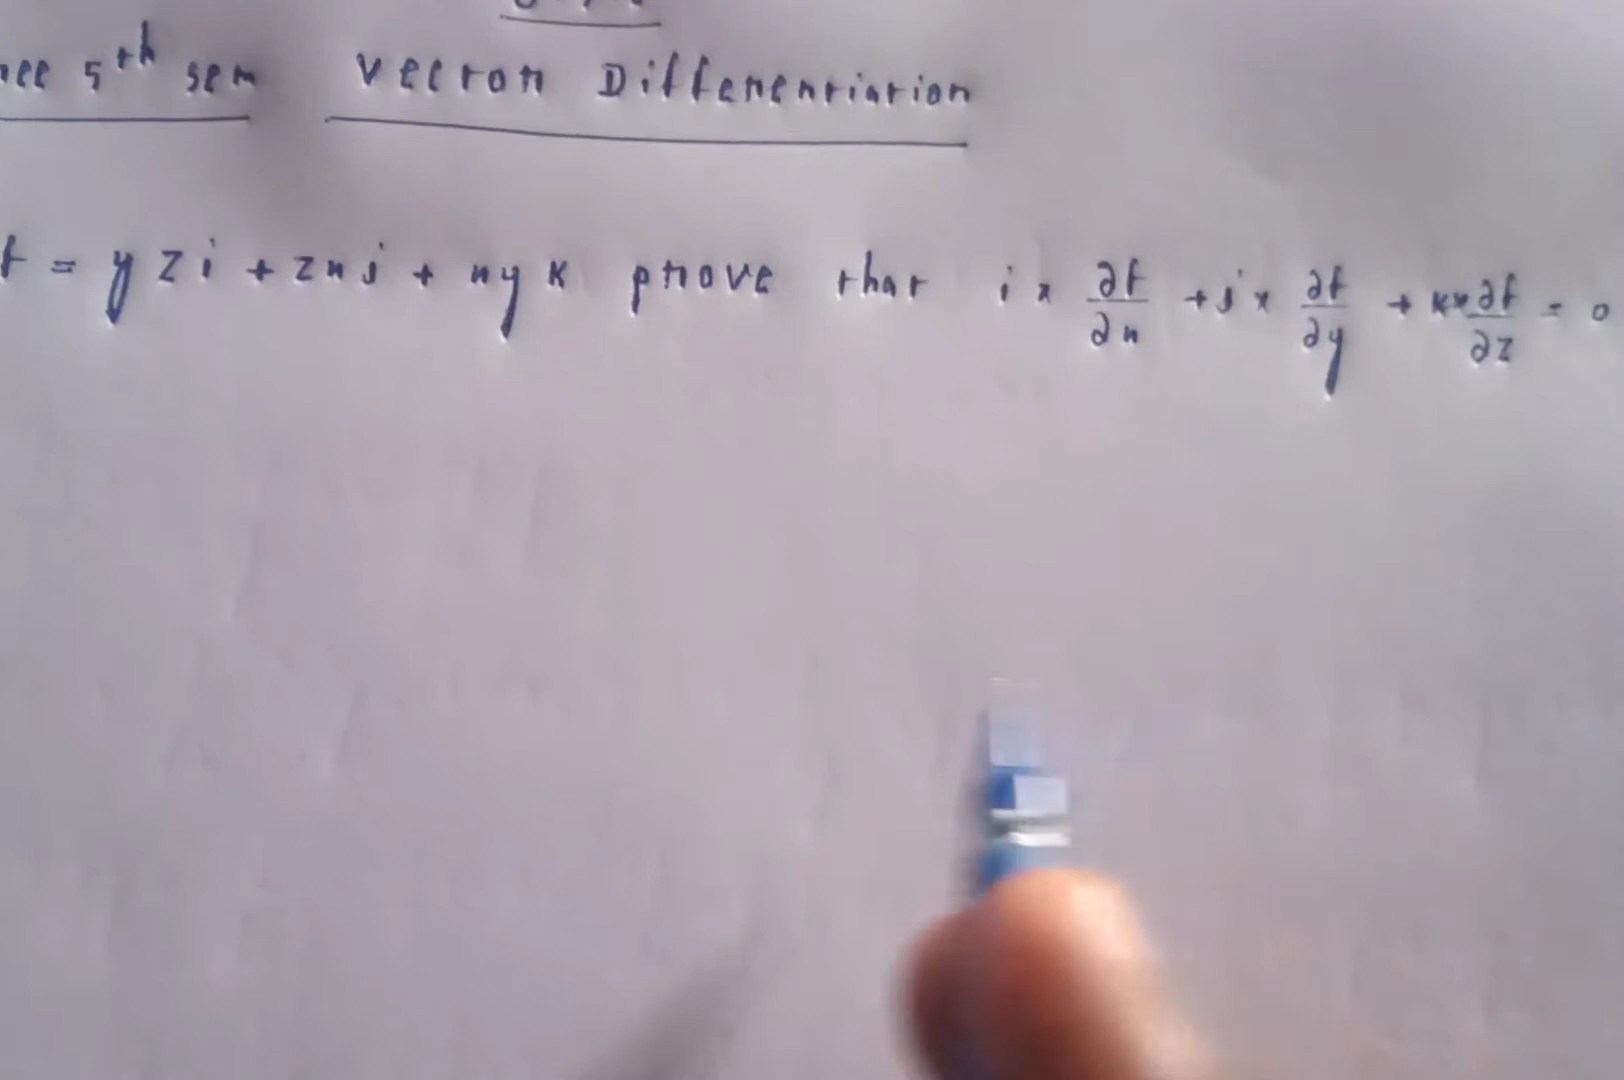 5th sem Vector Differentiation
f = yzi + zxj + xyk prove that i × ∂f/∂x + j × ∂f/∂y + k × ∂f/∂z = 0